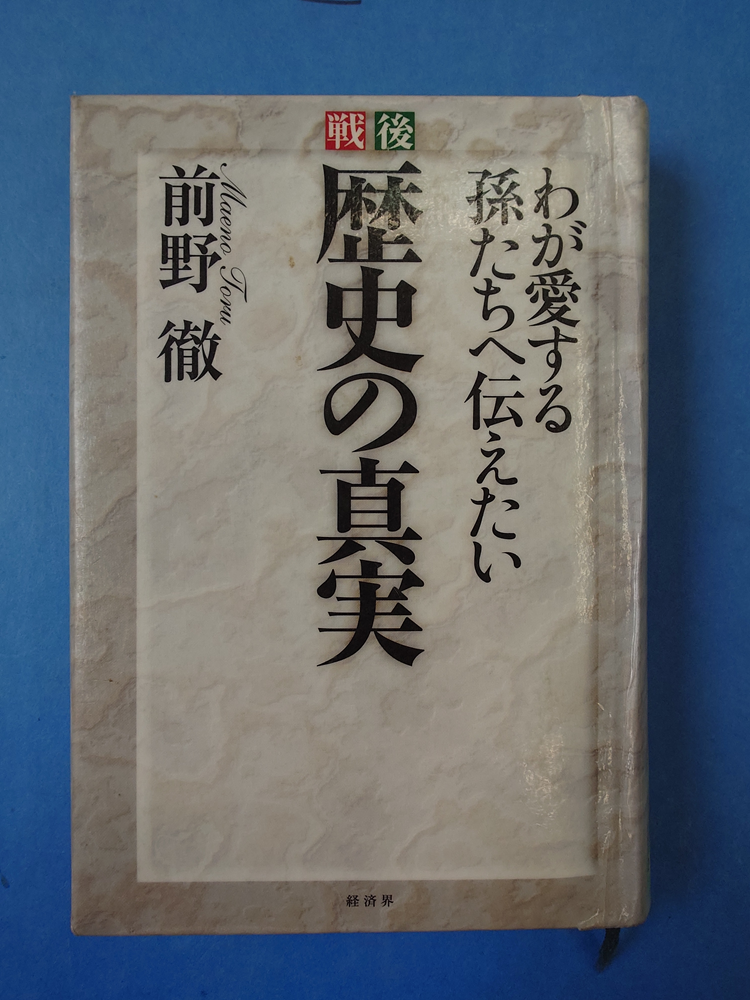 わが愛する
孫たちへ伝えたい
戦後
歴史の真実
前野 徹
Maeno Toru
経済界